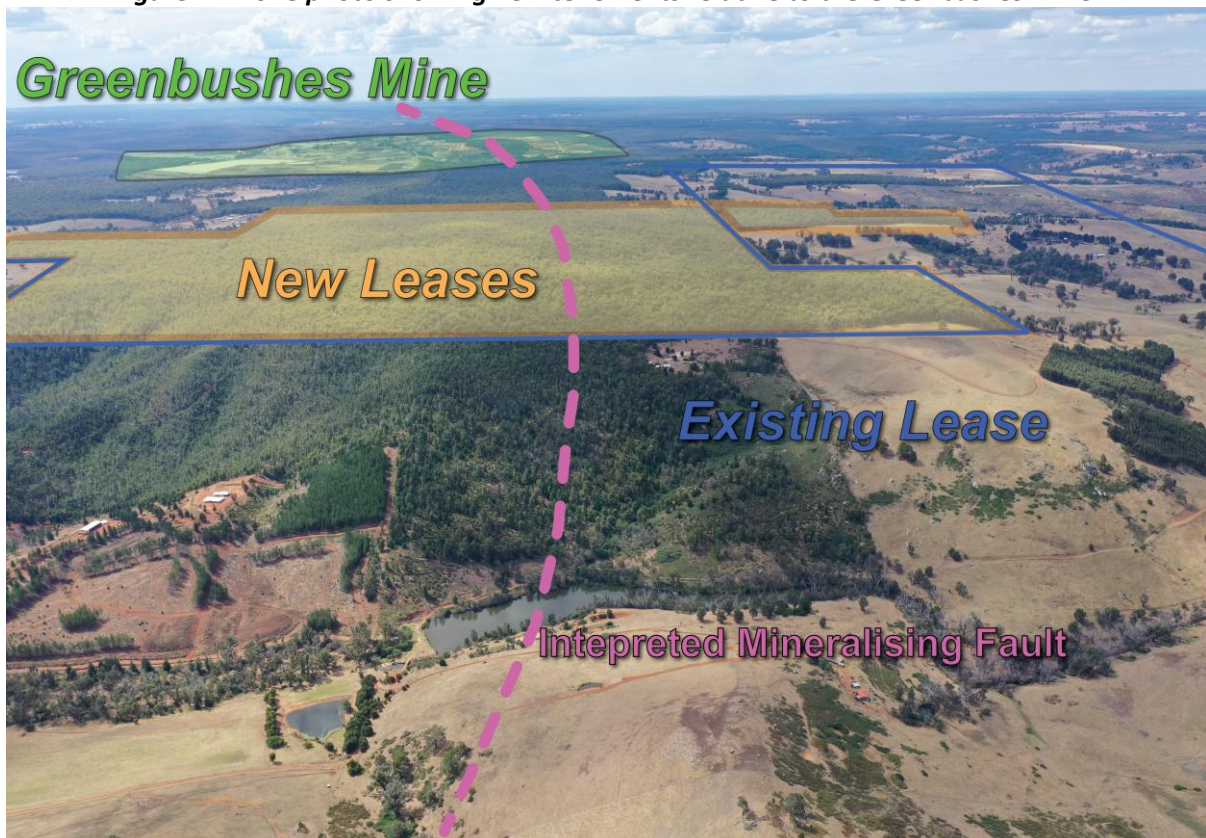 Greenbushes Mine
New Leases
Existing Lease
Intepreted Mineralising Fault